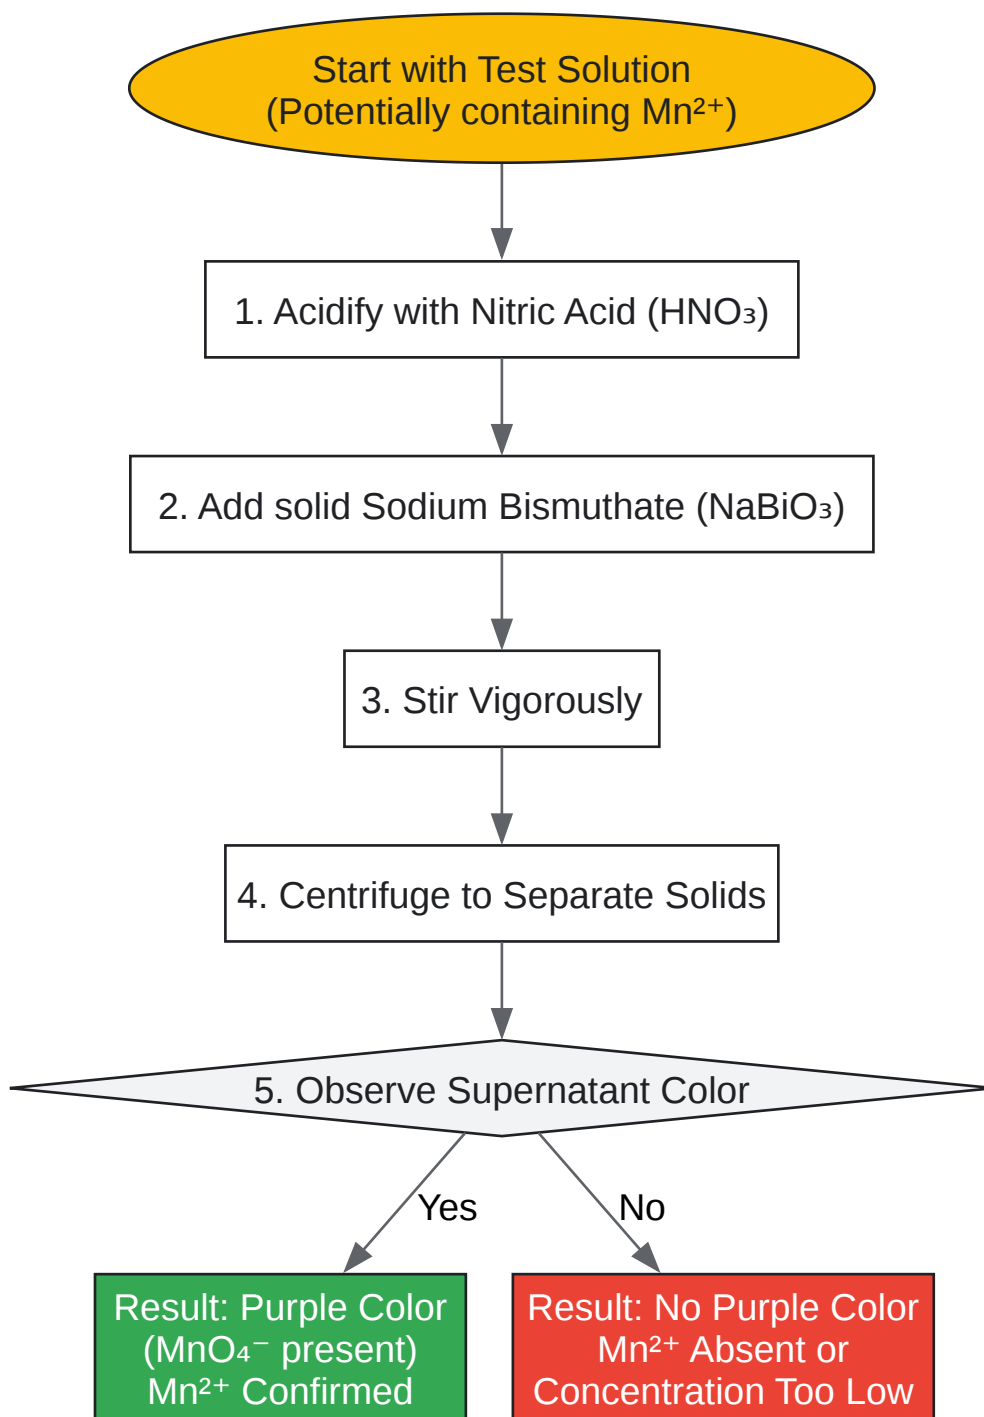 Start with Test Solution
(Potentially containing Mn²⁺)
1. Acidify with Nitric Acid (HNO₃)
2. Add solid Sodium Bismuthate (NaBiO₃)
3. Stir Vigorously
4. Centrifuge to Separate Solids
5. Observe Supernatant Color
Yes
No
Result: Purple Color
(MnO₄⁻ present)
Mn²⁺ Confirmed
Result: No Purple Color
Mn²⁺ Absent or
Concentration Too Low